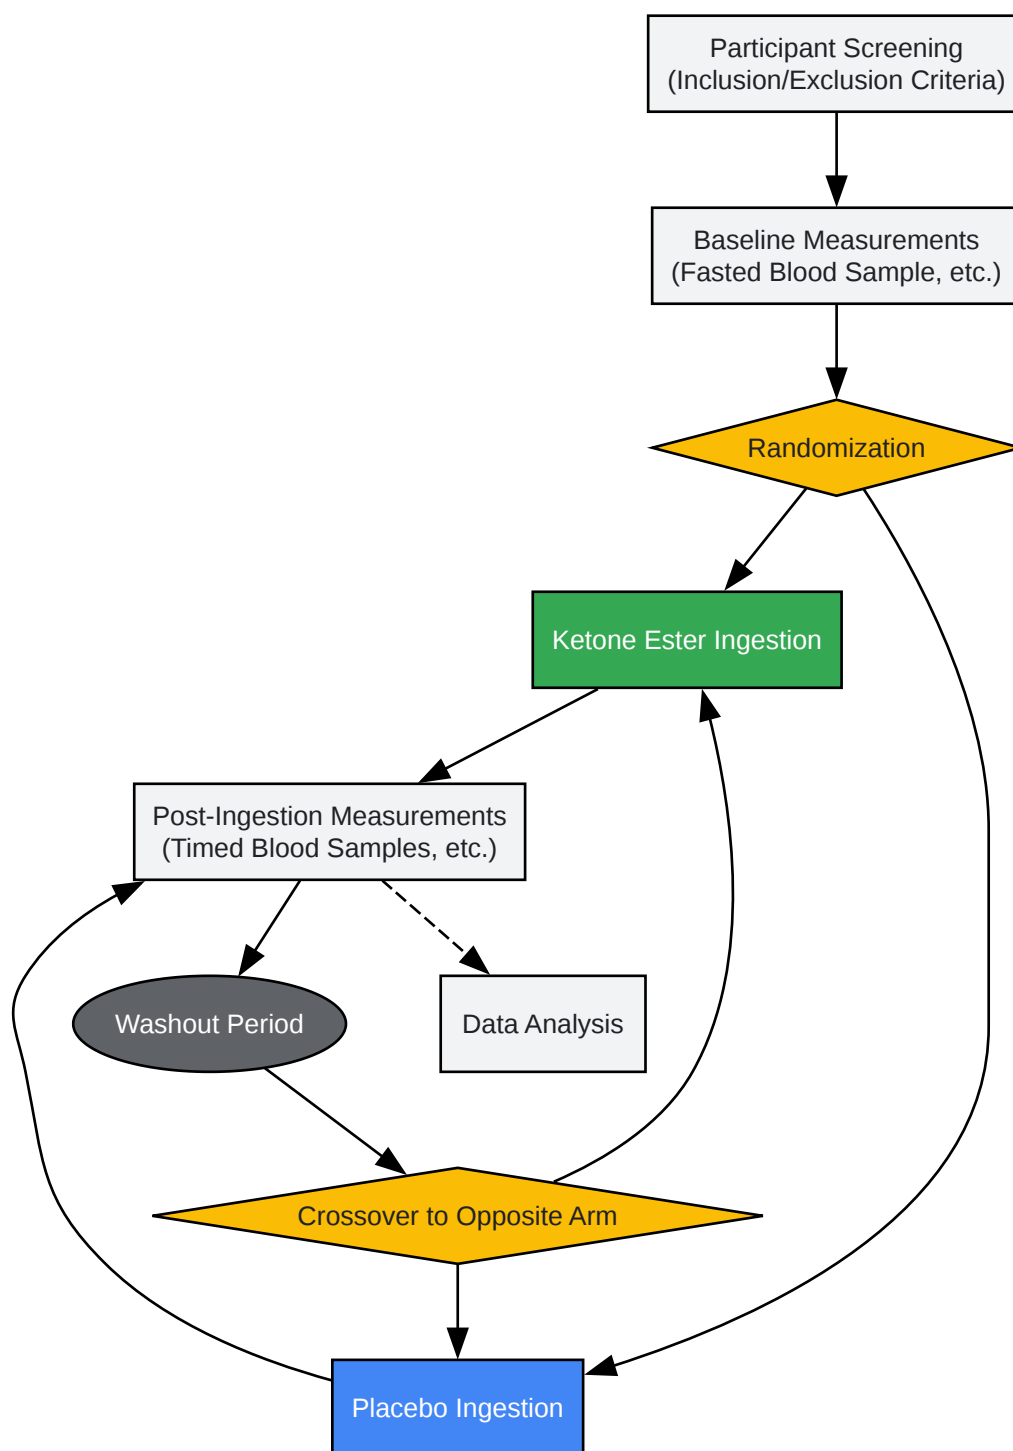 Participant Screening
(Inclusion/Exclusion Criteria)
Baseline Measurements
(Fasted Blood Sample, etc.)
Randomization
Ketone Ester Ingestion
Post-Ingestion Measurements
(Timed Blood Samples, etc.)
Washout Period
Data Analysis
Crossover to Opposite Arm
Placebo Ingestion